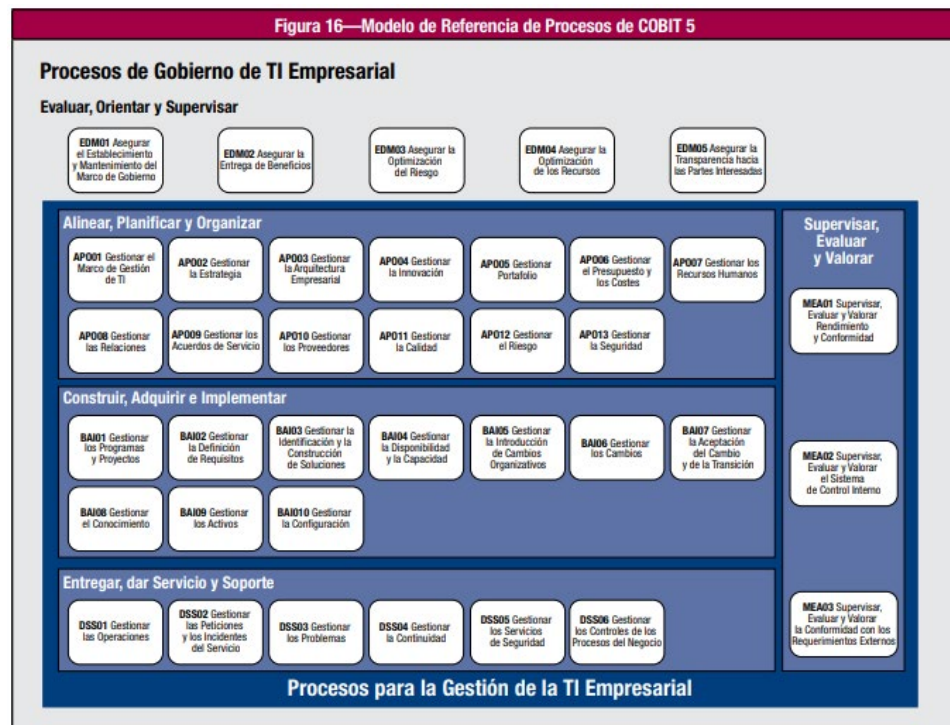 Figura 16—Modelo de Referencia de Procesos de COBIT 5
Procesos de Gobierno de TI Empresarial
Evaluar, Orientar y Supervisar
EDM01 Asegurar
el Establecimiento
y Mantenimiento del
Marco de Gobierno
EDM02 Asegurar la
Entrega de Beneficios
EDM03 Asegurar la
Optimización
del Riesgo
EDM04 Asegurar la
Optimización
de los Recursos
EDM05 Asegurar la
Transparencia hacia
las Partes Interesadas
Alinear, Planificar y Organizar
APO01 Gestionar el
Marco de Gestión
de TI
APO02 Gestionar
la Estrategia
APO03 Gestionar
la Arquitectura
Empresarial
APO04 Gestionar
la Innovación
APO05 Gestionar
Portafolio
APO06 Gestionar
el Presupuesto y
los Costes
APO07 Gestionar los
Recursos Humanos
APO08 Gestionar
las Relaciones
APO09 Gestionar los
Acuerdos de Servicio
APO10 Gestionar
los Proveedores
APO11 Gestionar
la Calidad
APO12 Gestionar
el Riesgo
APO13 Gestionar
la Seguridad
Construir, Adquirir e Implementar
BAI01 Gestionar
los Programas
y Proyectos
BAI02 Gestionar
la Definición
de Requisitos
BAI03 Gestionar la
Identificación y la
Construcción
de Soluciones
BAI04 Gestionar
la Disponibilidad
y la Capacidad
BAI05 Gestionar
la Introducción
de Cambios
Organizativos
BAI06 Gestionar
los Cambios
BAI07 Gestionar
la Aceptación
del Cambio
y de la Transición
BAI08 Gestionar
el Conocimiento
BAI09 Gestionar
los Activos
BAI010 Gestionar
la Configuración
Entregar, dar Servicio y Soporte
DSS01 Gestionar
las Operaciones
DSS02 Gestionar
las Peticiones
y los Incidentes
del Servicio
DSS03 Gestionar
los Problemas
DSS04 Gestionar
la Continuidad
DSS05 Gestionar
los Servicios
de Seguridad
DSS06 Gestionar
los Controles de los
Procesos del Negocio
Supervisar,
Evaluar
y Valorar
MEA01 Supervisar,
Evaluar y Valorar
Rendimiento
y Conformidad
MEA02 Supervisar,
Evaluar y Valorar
el Sistema
de Control Interno
MEA03 Supervisar,
Evaluar y Valorar
la Conformidad con los
Requerimientos Externos
Procesos para la Gestión de la TI Empresarial